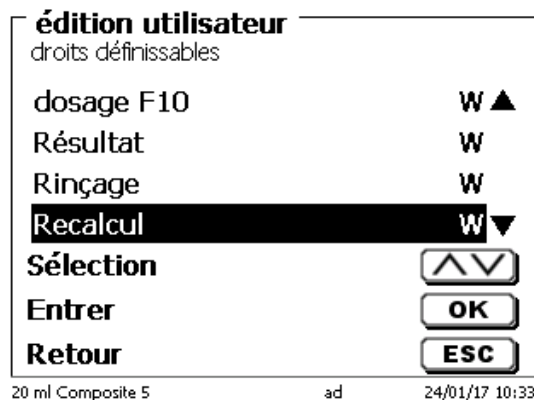 édition utilisateur
droits définissables
dosage F10 W
Résultat W
Rinçage W
Recalcul W
Sélection
Entrer OK
Retour ESC
20 ml Composite 5 ad 24/01/17 10:33